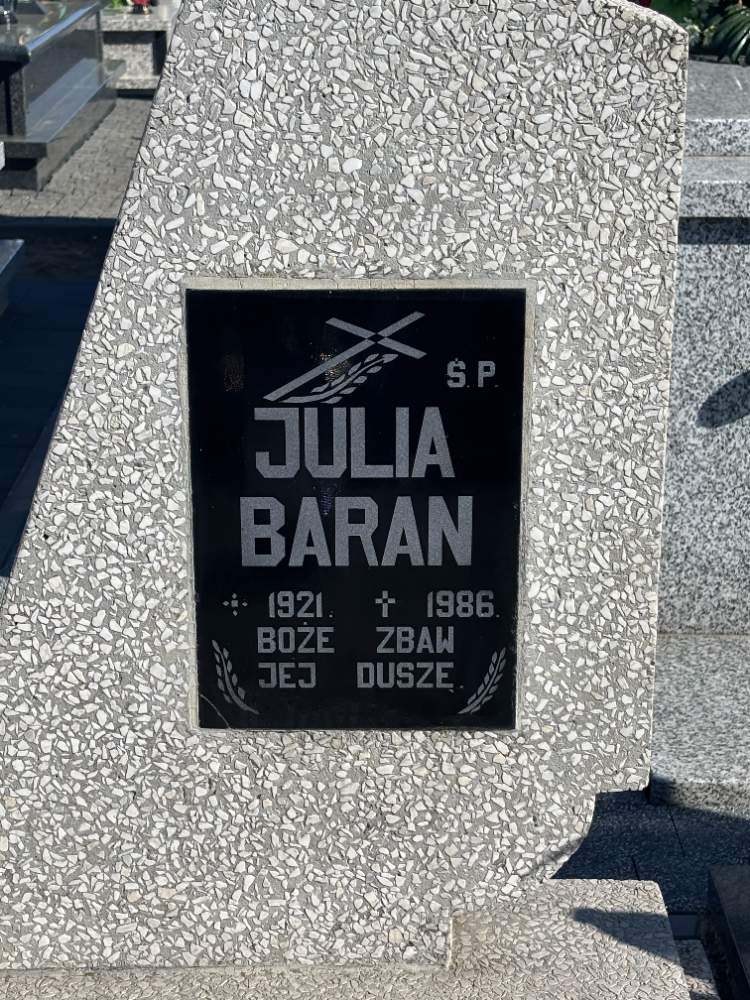 Ś.P.
JULIA
BARAN
1921. † 1986.
BOŻE ZBAW
JEJ DUSZĘ.